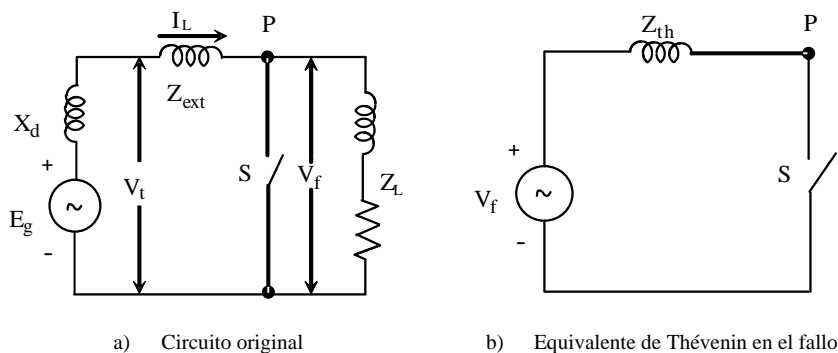 I_L
P
Z_ext
X_d
+
V_t
S
V_f
Z_L
~
E_g
-
a) Circuito original
Z_th
P
+
S
V_f
~
-
b) Equivalente de Thévenin en el fallo